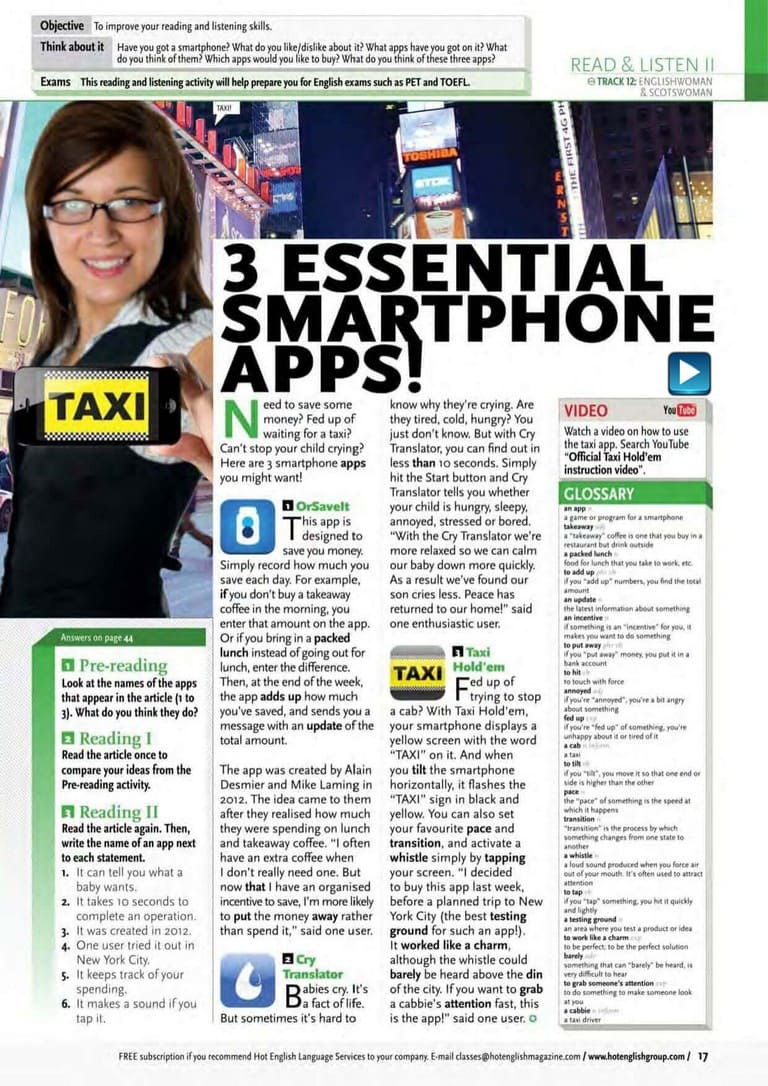 Objective To improve your reading and listening skills.
Think about it Have you got a smartphone? What do you like/dislike about it? What apps have you got on it? What
do you think of them? Which apps would you like to buy? What do you think of these three apps?
Exams This reading and listening activity will help prepare you for English exams such as PET and TOEFL.
READ & LISTEN II
TRACK 12: ENGLISHWOMAN
& SCOTSWOMAN
TAXI!
TOSHIBA
THE FIRST 4G PH
ERNST
TAXI
3 ESSENTIAL
SMARTPHONE
APPS!
Need to save some
money? Fed up of
waiting for a taxi?
Can't stop your child crying?
Here are 3 smartphone apps
you might want!
1 OrSaveIt
This app is
designed to
save you money.
Simply record how much you
save each day. For example,
if you don't buy a takeaway
coffee in the morning, you
enter that amount on the app.
Or if you bring in a packed
lunch instead of going out for
lunch, enter the difference.
Then, at the end of the week,
the app adds up how much
you've saved, and sends you a
message with an update of the
total amount.
The app was created by Alain
Desmier and Mike Laming in
2012. The idea came to them
after they realised how much
they were spending on lunch
and takeaway coffee. "I often
have an extra coffee when
I don't really need one. But
now that I have an organised
incentive to save, I'm more likely
to put the money away rather
than spend it," said one user.
2 Cry
Translator
Babies cry. It's
a fact of life.
But sometimes it's hard to
know why they're crying. Are
they tired, cold, hungry? You
just don't know. But with Cry
Translator, you can find out in
less than 10 seconds. Simply
hit the Start button and Cry
Translator tells you whether
your child is hungry, sleepy,
annoyed, stressed or bored.
"With the Cry Translator we're
more relaxed so we can calm
our baby down more quickly.
As a result we've found our
son cries less. Peace has
returned to our home!" said
one enthusiastic user.
TAXI
3 Taxi
Hold'em
Fed up of
trying to stop
a cab? With Taxi Hold'em,
your smartphone displays a
yellow screen with the word
"TAXI" on it. And when
you tilt the smartphone
horizontally, it flashes the
"TAXI" sign in black and
yellow. You can also set
your favourite pace and
transition, and activate a
whistle simply by tapping
your screen. "I decided
to buy this app last week,
before a planned trip to New
York City (the best testing
ground for such an app!).
It worked like a charm,
although the whistle could
barely be heard above the din
of the city. If you want to grab
a cabbie's attention fast, this
is the app!" said one user.
VIDEO YouTube
Watch a video on how to use
the taxi app. Search YouTube
"Official Taxi Hold'em
instruction video".
GLOSSARY
an app n
a game or program for a smartphone
takeaway adj
a "takeaway" coffee is one that you buy in a
restaurant but drink outside
a packed lunch n
food for lunch that you take to work, etc.
to add up phr vb
if you "add up" numbers, you find the total
amount
an update n
the latest information about something
an incentive n
if something is an "incentive" for you, it
makes you want to do something
to put away phr vb
if you "put away" money, you put it in a
bank account
to hit vb
to touch with force
annoyed adj
if you're "annoyed", you're a bit angry
about something
fed up exp
if you're "fed up" of something, you're
unhappy about it or tired of it
a cab n inform
a taxi
to tilt vb
if you "tilt", you move it so that one end or
side is higher than the other
pace n
the "pace" of something is the speed at
which it happens
transition n
"transition" is the process by which
something changes from one state to
another
a whistle n
a loud sound produced when you force air
out of your mouth. It's often used to attract
attention
to tap vb
if you "tap" something, you hit it quickly
and lightly
a testing ground n
an area where you test a product or idea
to work like a charm exp
to be perfect; to be the perfect solution
barely adv
something that can "barely" be heard, is
very difficult to hear
to grab someone's attention exp
to do something to make someone look
at you
a cabbie n inform
a taxi driver
Answers on page 44
1 Pre-reading
Look at the names of the apps
that appear in the article (1 to
3). What do you think they do?
2 Reading I
Read the article once to
compare your ideas from the
Pre-reading activity.
3 Reading II
Read the article again. Then,
write the name of an app next
to each statement.
1. It can tell you what a
baby wants.
2. It takes 10 seconds to
complete an operation.
3. It was created in 2012.
4. One user tried it out in
New York City.
5. It keeps track of your
spending.
6. It makes a sound if you
tap it.
FREE subscription if you recommend Hot English Language Services to your company. E-mail classes@hotenglishmagazine.com / www.hotenglishgroup.com / 17